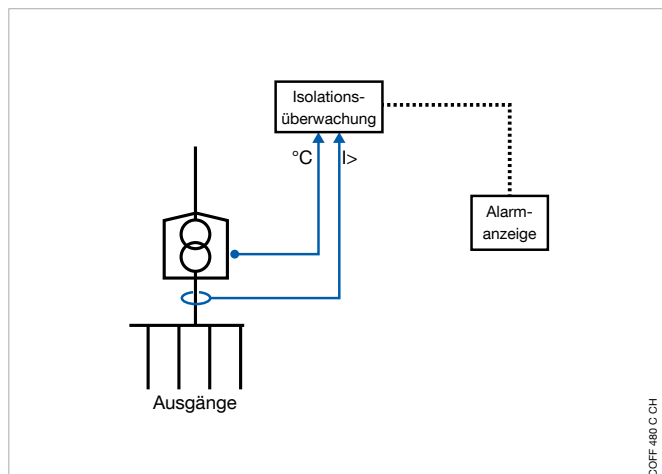 Isolations-
überwachung
°C
I>
Alarm-
anzeige
Ausgänge
COFF 480 C CH